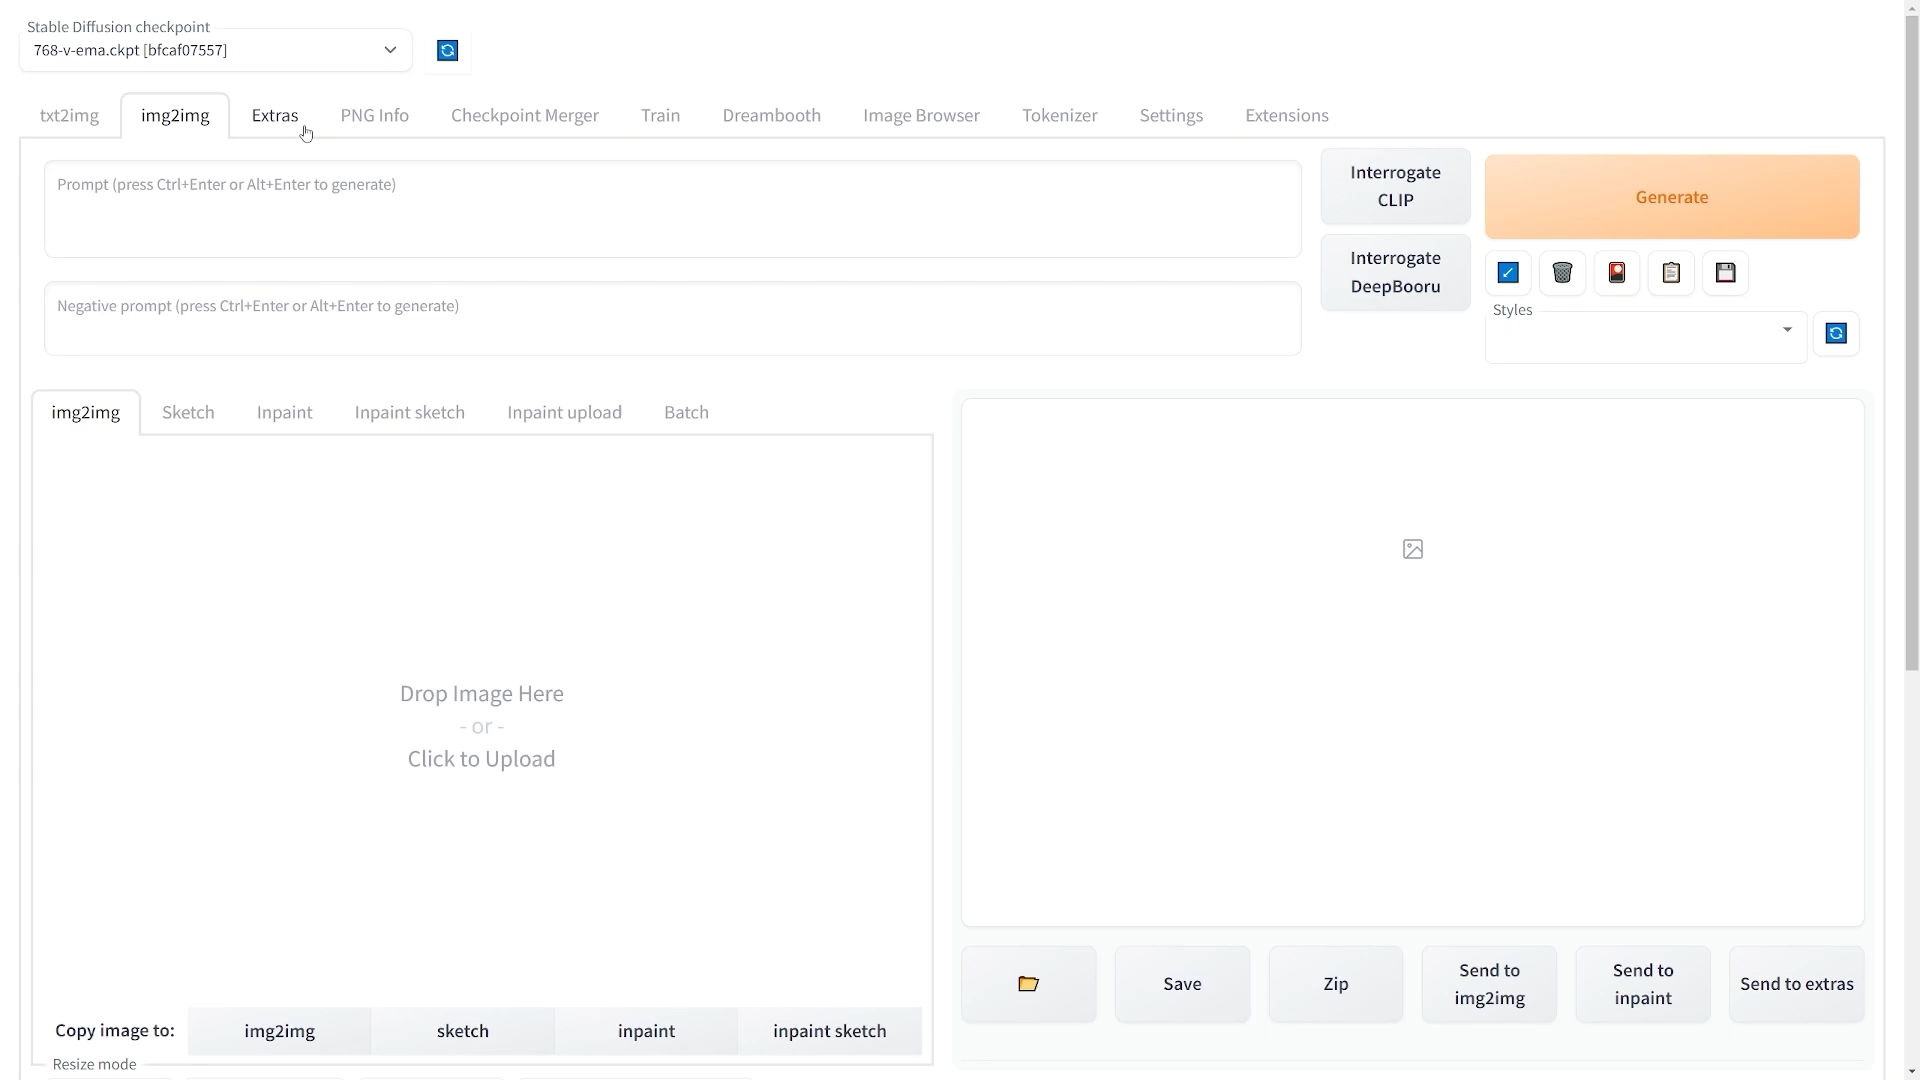 Stable Diffusion checkpoint
768-v-ema.ckpt [bfcaf07557]
txt2img img2img Extras PNG Info Checkpoint Merger Train Dreambooth Image Browser Tokenizer Settings Extensions
Prompt (press Ctrl+Enter or Alt+Enter to generate)
Interrogate
CLIP
Generate
Negative prompt (press Ctrl+Enter or Alt+Enter to generate)
Interrogate
DeepBooru
Styles
img2img Sketch Inpaint Inpaint sketch Inpaint upload Batch
Drop Image Here
- or -
Click to Upload
Save
Zip
Send to
img2img
Send to
inpaint
Send to extras
Copy image to: img2img sketch inpaint inpaint sketch
Resize mode